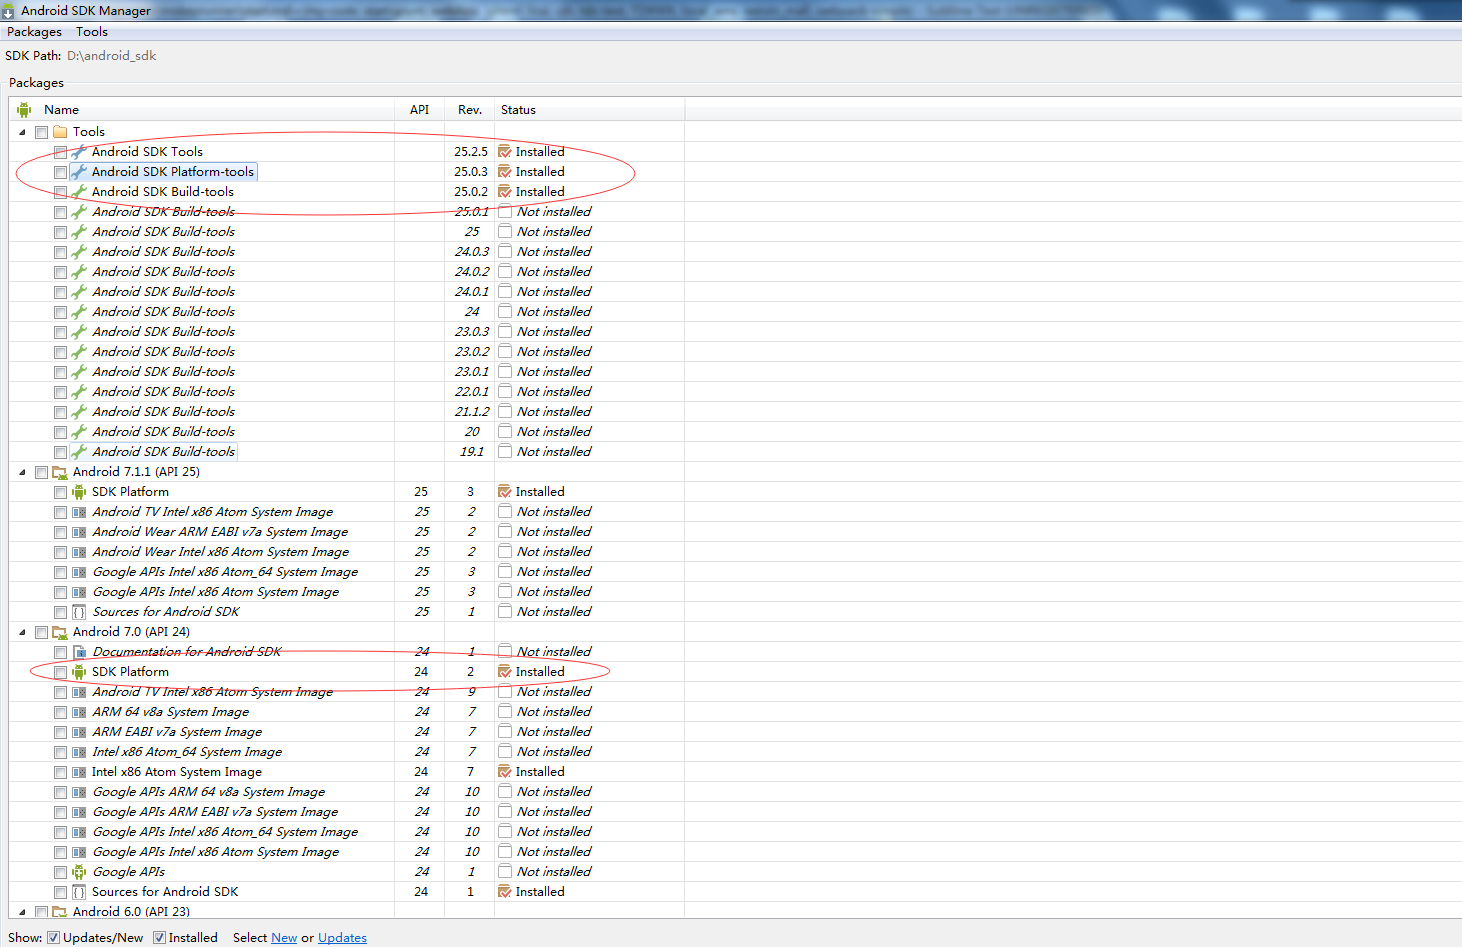 Android SDK Manager
Packages Tools
SDK Path: D:\android_sdk
Packages
Name API Rev. Status
Tools
Android SDK Tools 25.2.5 Installed
Android SDK Platform-tools 25.0.3 Installed
Android SDK Build-tools 25.0.2 Installed
Android SDK Build-tools 25.0.1 Not installed
Android SDK Build-tools 25 Not installed
Android SDK Build-tools 24.0.3 Not installed
Android SDK Build-tools 24.0.2 Not installed
Android SDK Build-tools 24.0.1 Not installed
Android SDK Build-tools 24 Not installed
Android SDK Build-tools 23.0.3 Not installed
Android SDK Build-tools 23.0.2 Not installed
Android SDK Build-tools 23.0.1 Not installed
Android SDK Build-tools 22.0.1 Not installed
Android SDK Build-tools 21.1.2 Not installed
Android SDK Build-tools 20 Not installed
Android SDK Build-tools 19.1 Not installed
Android 7.1.1 (API 25)
SDK Platform 25 3 Installed
Android TV Intel x86 Atom System Image 25 2 Not installed
Android Wear ARM EABI v7a System Image 25 2 Not installed
Android Wear Intel x86 Atom System Image 25 2 Not installed
Google APIs Intel x86 Atom_64 System Image 25 3 Not installed
Google APIs Intel x86 Atom System Image 25 3 Not installed
Sources for Android SDK 25 1 Not installed
Android 7.0 (API 24)
Documentation for Android SDK 24 1 Not installed
SDK Platform 24 2 Installed
Android TV Intel x86 Atom System Image 24 9 Not installed
ARM 64 v8a System Image 24 7 Not installed
ARM EABI v7a System Image 24 7 Not installed
Intel x86 Atom_64 System Image 24 7 Not installed
Intel x86 Atom System Image 24 7 Installed
Google APIs ARM 64 v8a System Image 24 10 Not installed
Google APIs ARM EABI v7a System Image 24 10 Not installed
Google APIs Intel x86 Atom_64 System Image 24 10 Not installed
Google APIs Intel x86 Atom System Image 24 10 Not installed
Google APIs 24 1 Not installed
Sources for Android SDK 24 1 Installed
Android 6.0 (API 23)
Show: Updates/New Installed Select New or Updates